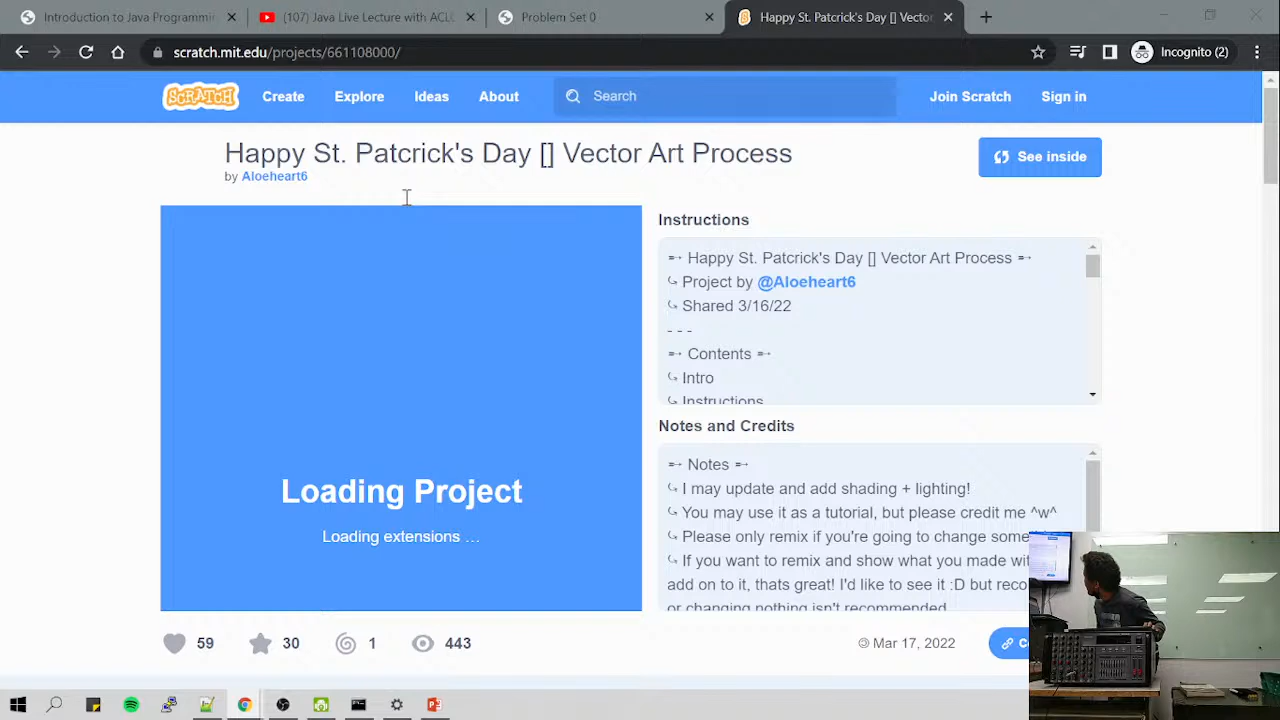 Introduction to Java Programmi
(107) Java Live Lecture with ACL
Problem Set 0
Happy St. Patcrick's Day [] Vector
scratch.mit.edu/projects/661108000/
Incognito (2)
SCRATCH
Create
Explore
Ideas
About
Search
Join Scratch
Sign in
Happy St. Patcrick's Day [] Vector Art Process
by Aloeheart6
See inside
Loading Project
Loading extensions …
Instructions
➵ Happy St. Patcrick's Day [] Vector Art Process ➵
⤿ Project by @Aloeheart6
⤿ Shared 3/16/22
- - -
➵ Contents ➵
⤿ Intro
⤿ Instructions
Notes and Credits
➵ Notes ➵
⤿ I may update and add shading + lighting!
⤿ You may use it as a tutorial, but please credit me ^w^
⤿ Please only remix if you're going to change some
⤿ If you want to remix and show what you made with
add on to it, thats great! I'd like to see it :D but reco
or changing nothing isn't recommended
59
30
1
443
Mar 17, 2022